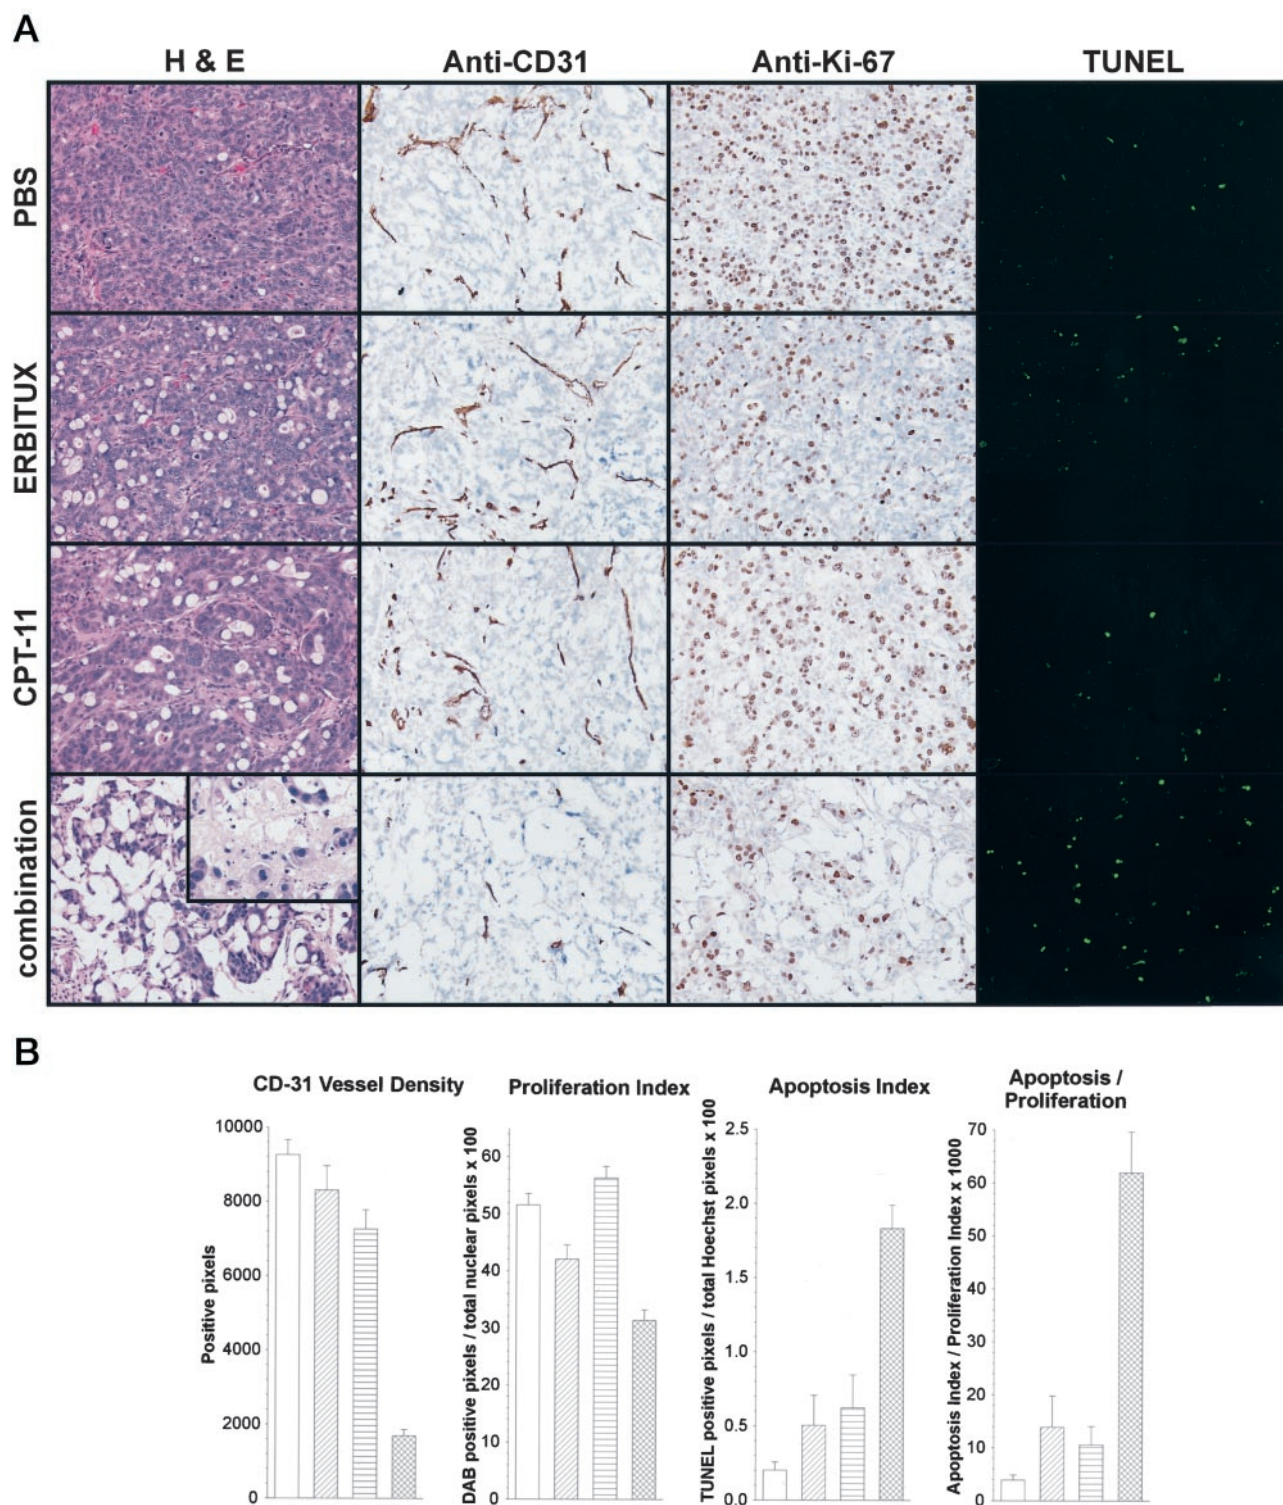 A
H & E
Anti-CD31
Anti-Ki-67
TUNEL
PBS
ERBITUX
CPT-11
combination
B
CD-31 Vessel Density
Positive pixels
10000
8000
6000
4000
2000
0
Proliferation Index
DAB positive pixels / total nuclear pixels x 100
60
50
40
30
20
10
0
Apoptosis Index
TUNEL positive pixels / total Hoechst pixels x 100
2.5
2.0
1.5
1.0
0.5
0.0
Apoptosis /
Proliferation
Apoptosis Index / Proliferation Index x 1000
70
60
50
40
30
20
10
0